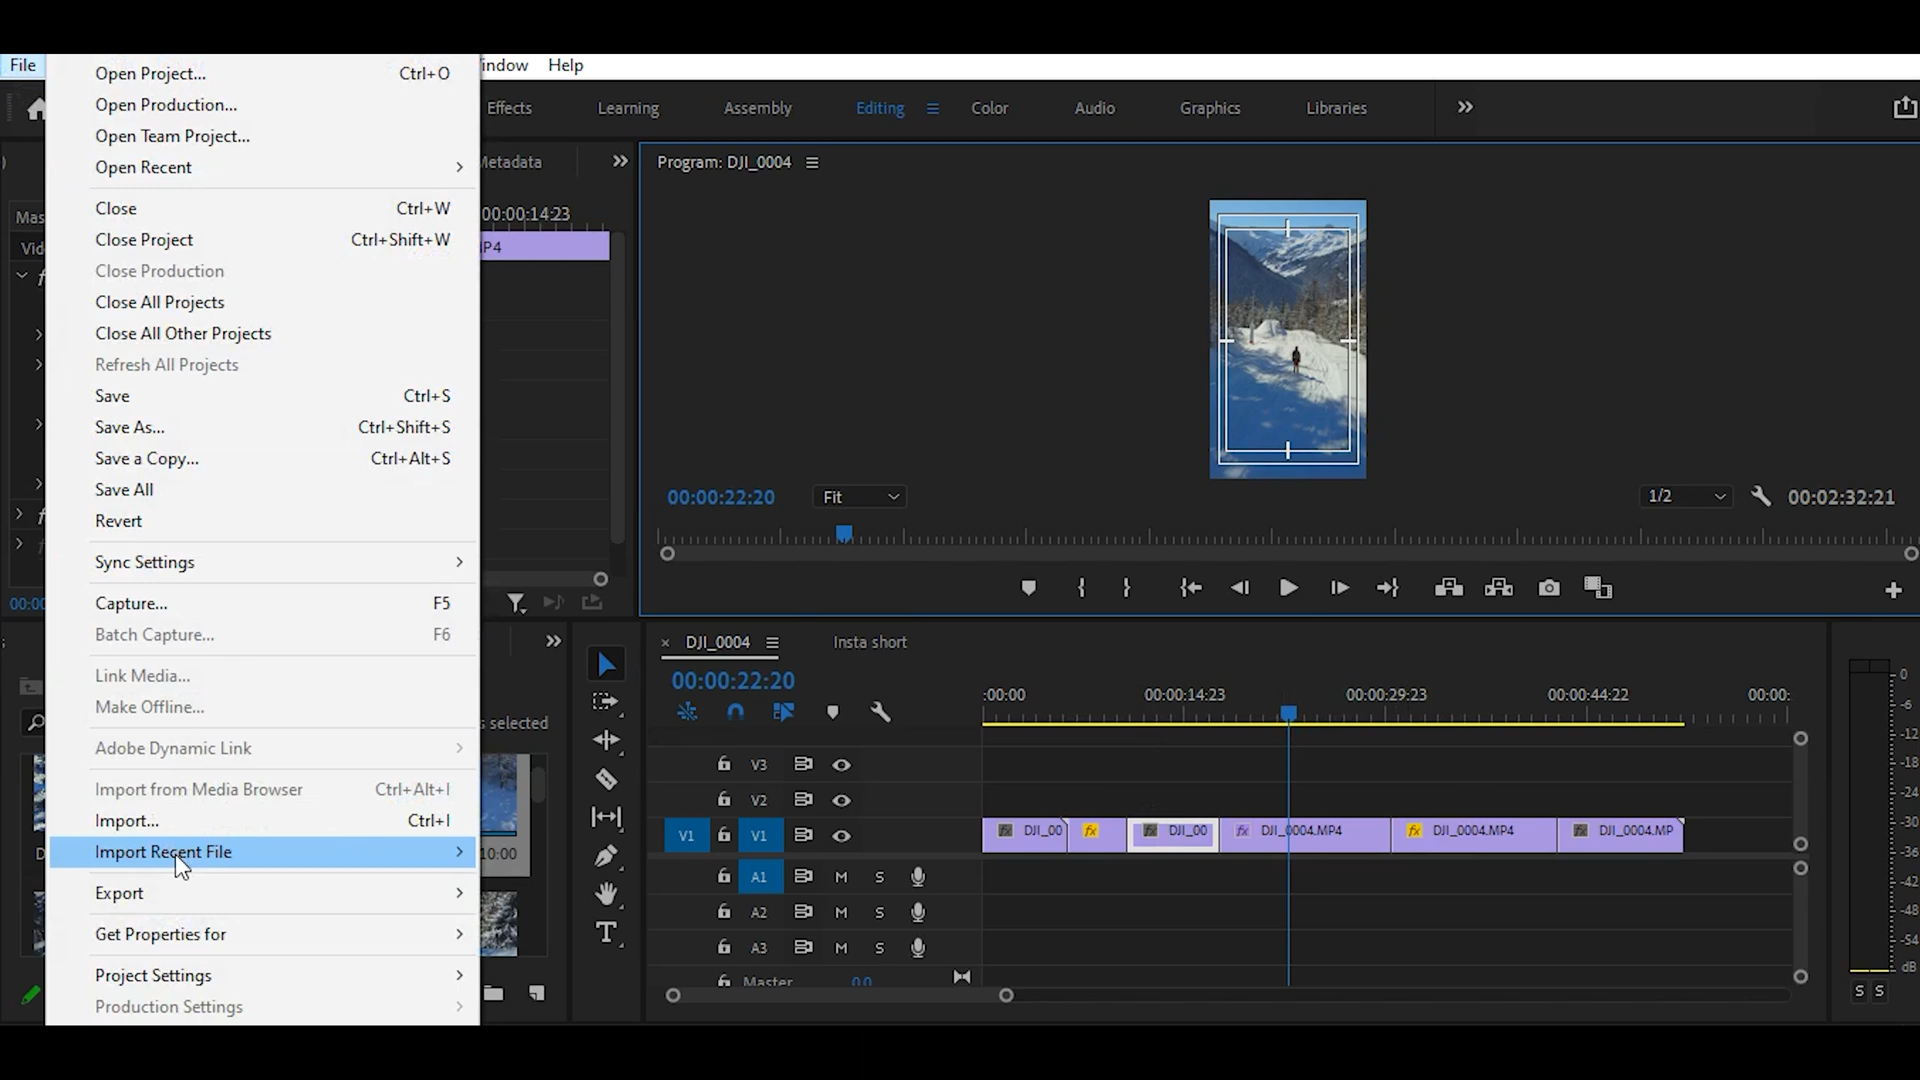 File
indow Help
Open Project... Ctrl+O
Open Production...
Open Team Project...
Open Recent
Close Ctrl+W
Close Project Ctrl+Shift+W
Close Production
Close All Projects
Close All Other Projects
Refresh All Projects
Save Ctrl+S
Save As... Ctrl+Shift+S
Save a Copy... Ctrl+Alt+S
Save All
Revert
Sync Settings
Capture... F5
Batch Capture... F6
Link Media...
Make Offline...
Adobe Dynamic Link
Import from Media Browser Ctrl+Alt+I
Import... Ctrl+I
Import Recent File
Export
Get Properties for
Project Settings
Production Settings
Effects Learning Assembly Editing Color Audio Graphics Libraries
Metadata
Mas
00:00:14:23
Vid
P4
00:00
s selected
10:00
Program: DJI_0004
00:00:22:20 Fit 1/2 00:02:32:21
DJI_0004 Insta short
00:00:22:20
:00:00 00:00:14:23 00:00:29:23 00:00:44:22 00:00:
V3
V2
V1 V1 DJI_00 DJI_00 DJI_0004.MP4 DJI_0004.MP4 DJI_0004.MP
A1 M S
A2 M S
A3 M S
Master 0.0
0
-6
-12
-18
-24
-30
-36
-42
-48
-54
dB
S S